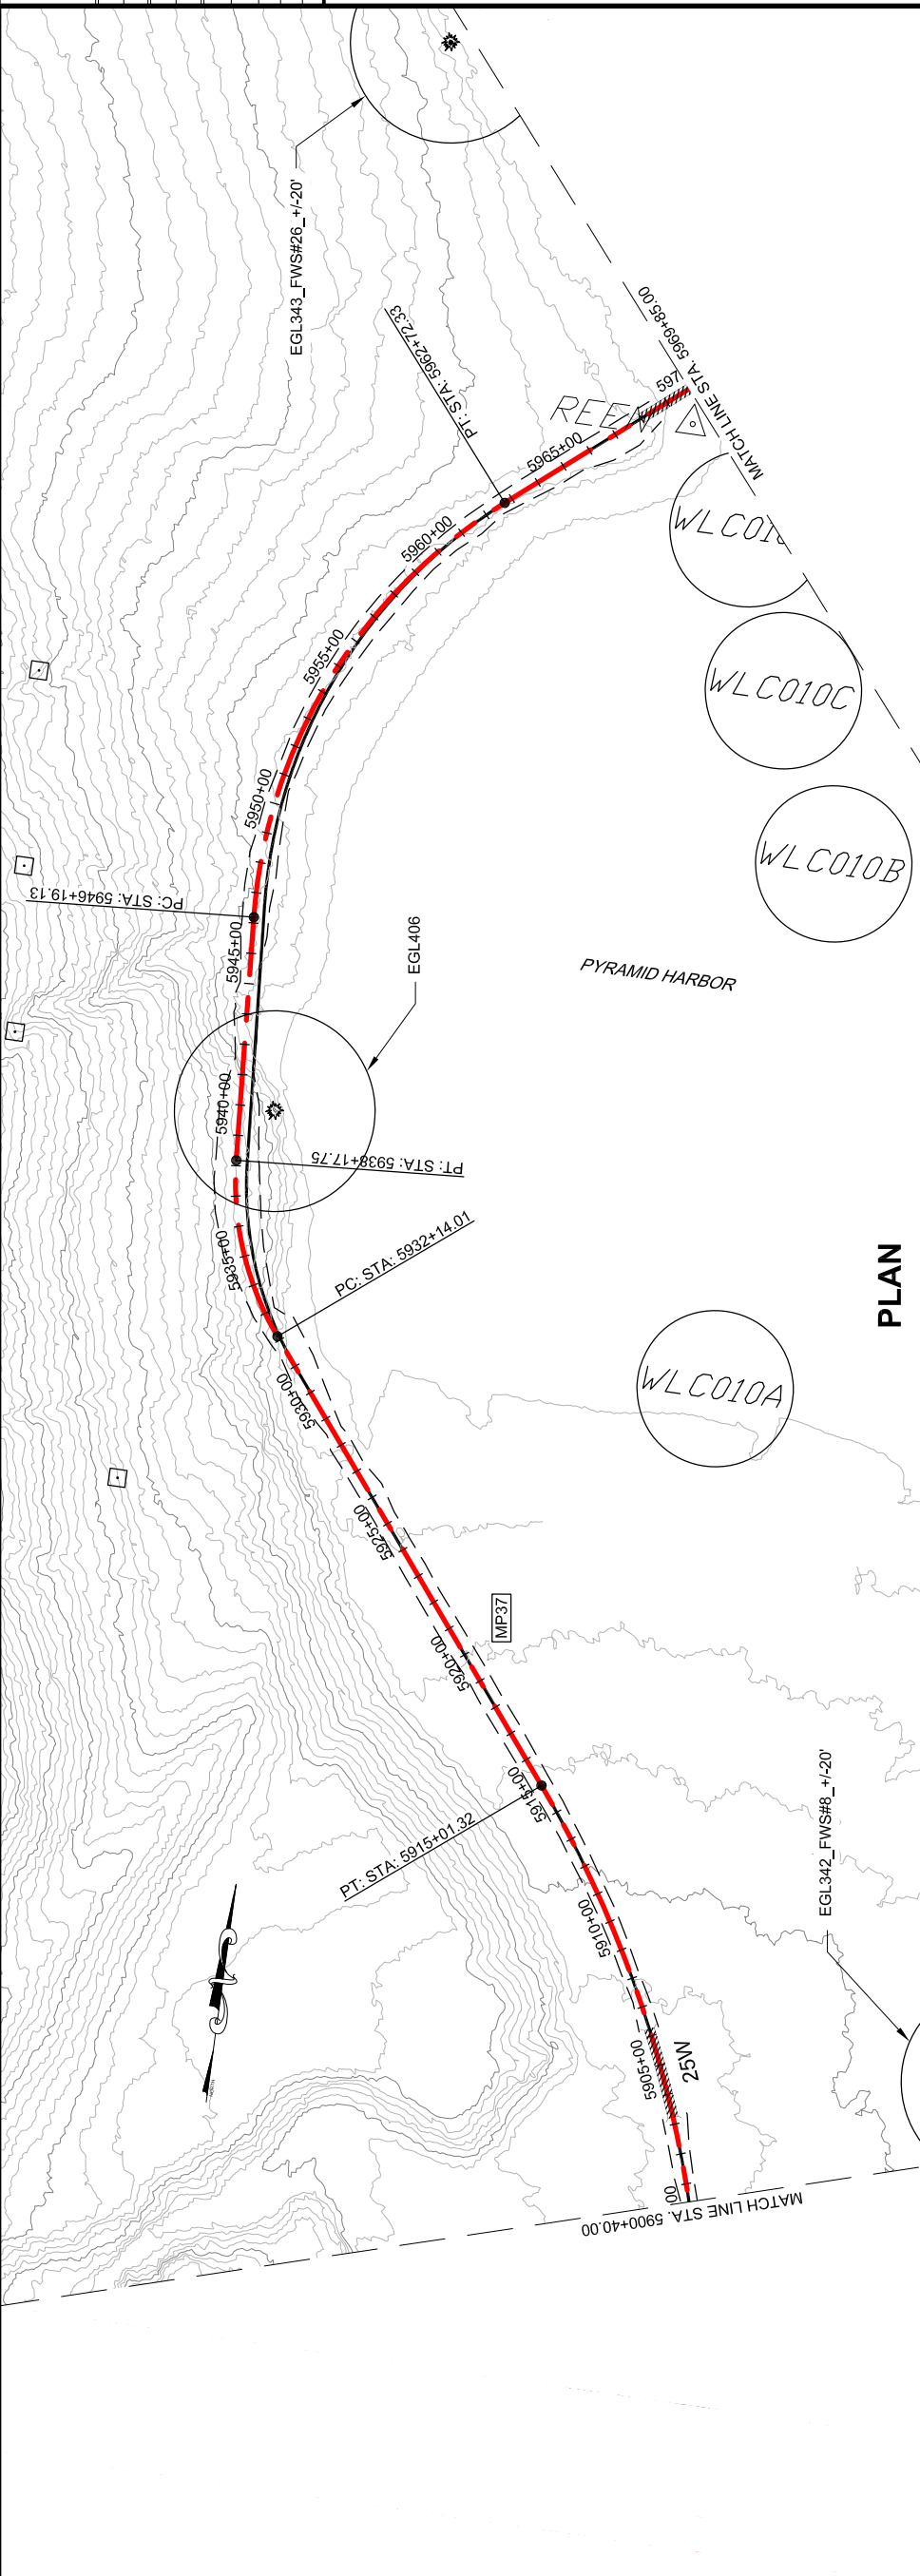 EGL343_FWS#26_+/-20'
MATCH LINE STA. 5969+85.00
PT: STA: 5962+72.33
597
REEN
5965+00
WLC010
5960+00
5955+00
WLC010C
5950+00
WLC010B
PC: STA: 5946+19.13
5945+00
EGL406
PYRAMID HARBOR
5940+00
PT: STA: 5938+17.75
5935+00
PC: STA: 5932+14.01
PLAN
5930+00
WLC010A
5925+00
MP37
5920+00
5915+00
PT: STA: 5915+01.32
EGL342_FWS#8_+/-20'
5910+00
5905+00
25W
NORTH
00
MATCH LINE STA. 5900+40.00